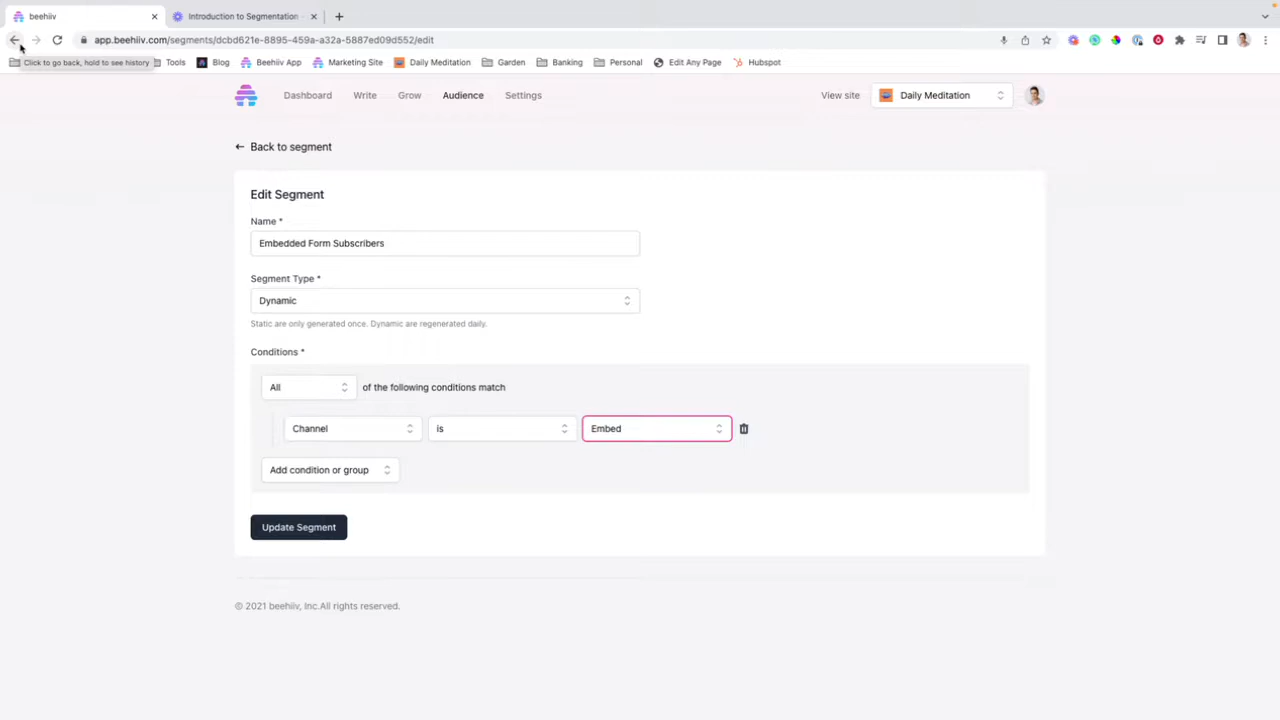 beehiiv
Introduction to Segmentation
app.beehiiv.com/segments/dcbd621e-8895-459a-a32a-5887ed09d552/edit
Click to go back, hold to see history
Tools
Blog
Beehiiv App
Marketing Site
Daily Meditation
Garden
Banking
Personal
Edit Any Page
Hubspot
Dashboard
Write
Grow
Audience
Settings
View site
Daily Meditation
← Back to segment
Edit Segment
Name *
Embedded Form Subscribers
Segment Type *
Dynamic
Static are only generated once. Dynamic are regenerated daily.
Conditions *
All of the following conditions match
Channel is Embed
Add condition or group
Update Segment
© 2021 beehiiv, Inc.All rights reserved.